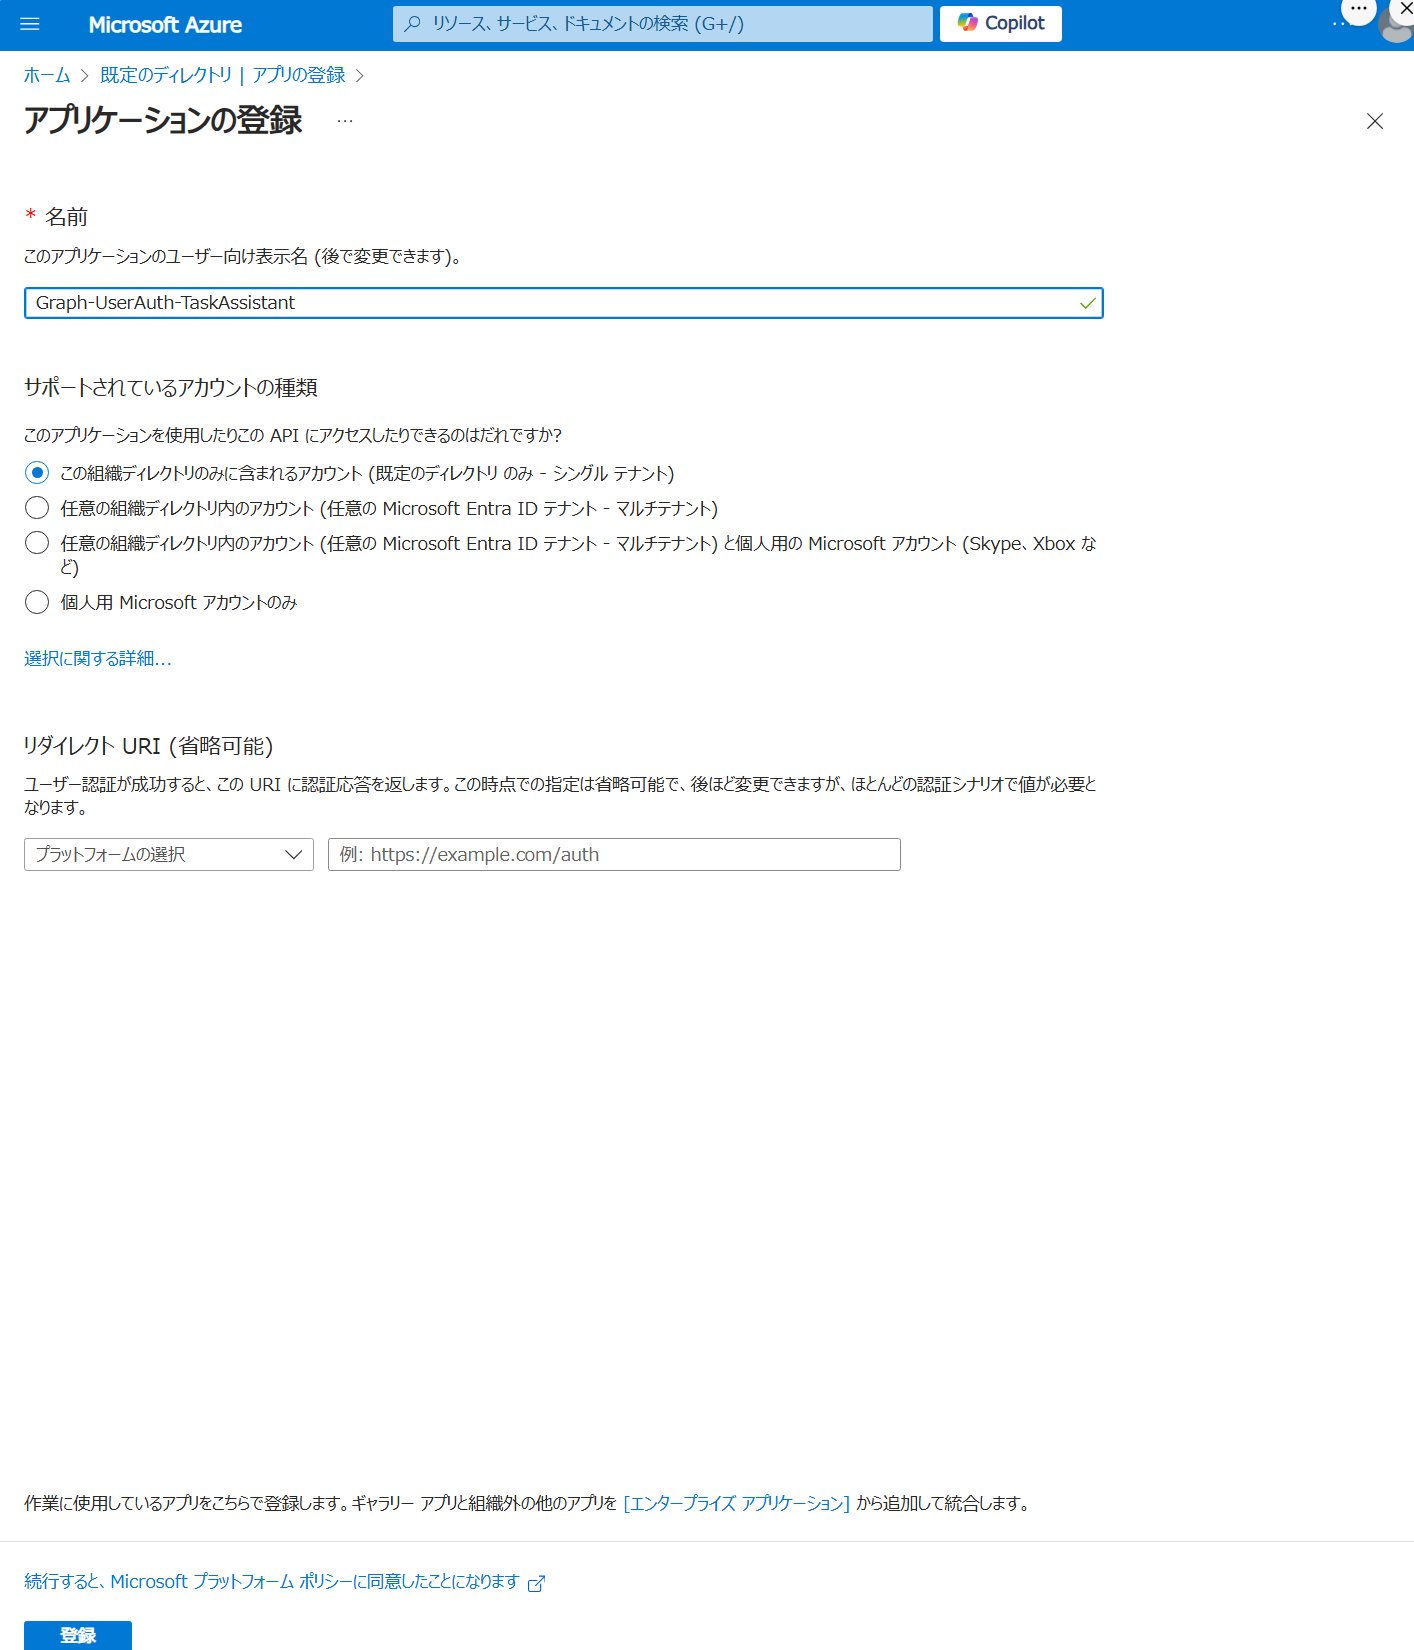 Microsoft Azure
リソース、サービス、ドキュメントの検索 (G+/)
Copilot
ホーム > 既定のディレクトリ | アプリの登録 >
アプリケーションの登録 …
* 名前
このアプリケーションのユーザー向け表示名 (後で変更できます)。
Graph-UserAuth-TaskAssistant
サポートされているアカウントの種類
このアプリケーションを使用したりこの API にアクセスしたりできるのはだれですか?
この組織ディレクトリのみに含まれるアカウント (既定のディレクトリ のみ - シングル テナント)
任意の組織ディレクトリ内のアカウント (任意の Microsoft Entra ID テナント - マルチテナント)
任意の組織ディレクトリ内のアカウント (任意の Microsoft Entra ID テナント - マルチテナント) と個人用の Microsoft アカウント (Skype、Xbox な
ど)
個人用 Microsoft アカウントのみ
選択に関する詳細...
リダイレクト URI (省略可能)
ユーザー認証が成功すると、この URI に認証応答を返します。この時点での指定は省略可能で、後ほど変更できますが、ほとんどの認証シナリオで値が必要と
なります。
プラットフォームの選択
例: https://example.com/auth
作業に使用しているアプリをこちらで登録します。ギャラリー アプリと組織外の他のアプリを [エンタープライズ アプリケーション] から追加して統合します。
続行すると、Microsoft プラットフォーム ポリシーに同意したことになります
登録